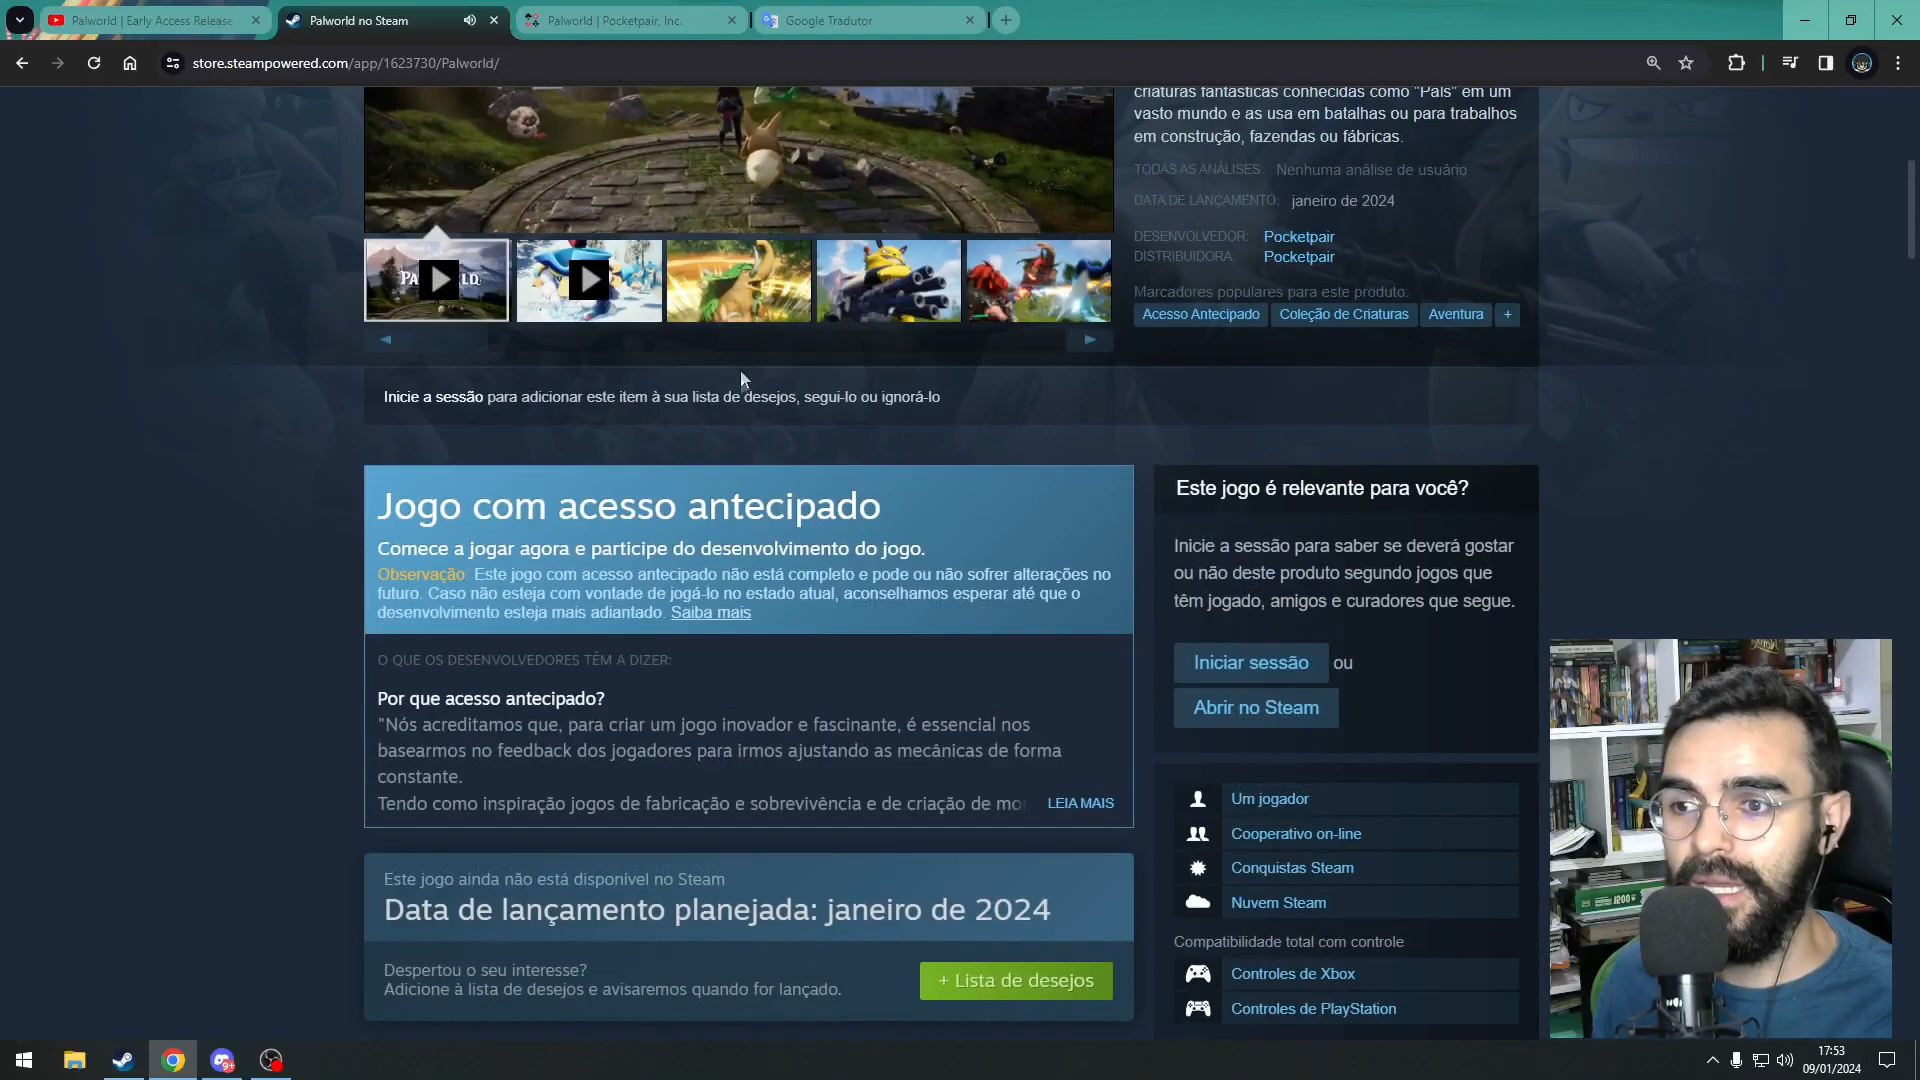 Palworld | Early Access Release
Palworld no Steam
Palworld | Pocketpair, Inc.
Google Tradutor
store.steampowered.com/app/1623730/Palworld/
criaturas fantásticas conhecidas como "Pals" em um
vasto mundo e as usa em batalhas ou para trabalhos
em construção, fazendas ou fábricas.
TODAS AS ANÁLISES: Nenhuma análise de usuário
DATA DE LANÇAMENTO: janeiro de 2024
DESENVOLVEDOR: Pocketpair
DISTRIBUIDORA: Pocketpair
Marcadores populares para este produto:
Acesso Antecipado Coleção de Criaturas Aventura +
Inicie a sessão para adicionar este item à sua lista de desejos, segui-lo ou ignorá-lo
Jogo com acesso antecipado
Comece a jogar agora e participe do desenvolvimento do jogo.
Observação: Este jogo com acesso antecipado não está completo e pode ou não sofrer alterações no
futuro. Caso não esteja com vontade de jogá-lo no estado atual, aconselhamos esperar até que o
desenvolvimento esteja mais adiantado. Saiba mais
O QUE OS DESENVOLVEDORES TÊM A DIZER:
Por que acesso antecipado?
"Nós acreditamos que, para criar um jogo inovador e fascinante, é essencial nos
basearmos no feedback dos jogadores para irmos ajustando as mecânicas de forma
constante.
Tendo como inspiração jogos de fabricação e sobrevivência e de criação de mon LEIA MAIS
Este jogo ainda não está disponível no Steam
Data de lançamento planejada: janeiro de 2024
Despertou o seu interesse?
Adicione à lista de desejos e avisaremos quando for lançado.
+ Lista de desejos
Este jogo é relevante para você?
Inicie a sessão para saber se deverá gostar
ou não deste produto segundo jogos que
têm jogado, amigos e curadores que segue.
Iniciar sessão ou
Abrir no Steam
Um jogador
Cooperativo on-line
Conquistas Steam
Nuvem Steam
Compatibilidade total com controle
Controles de Xbox
Controles de PlayStation
9+
17:53
09/01/2024